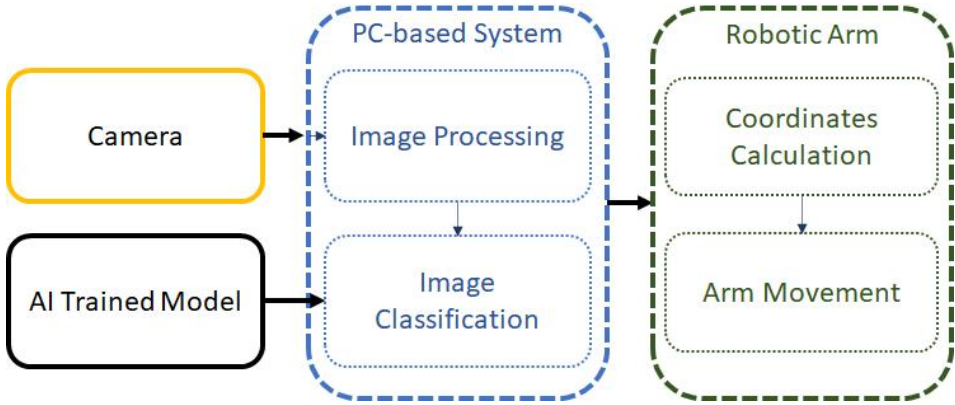 PC-based System
Robotic Arm
Camera
Image Processing
Coordinates
Calculation
AI Trained Model
Image
Classification
Arm Movement